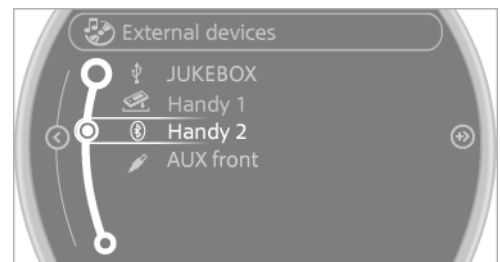 External devices
JUKEBOX
Handy 1
Handy 2
AUX front